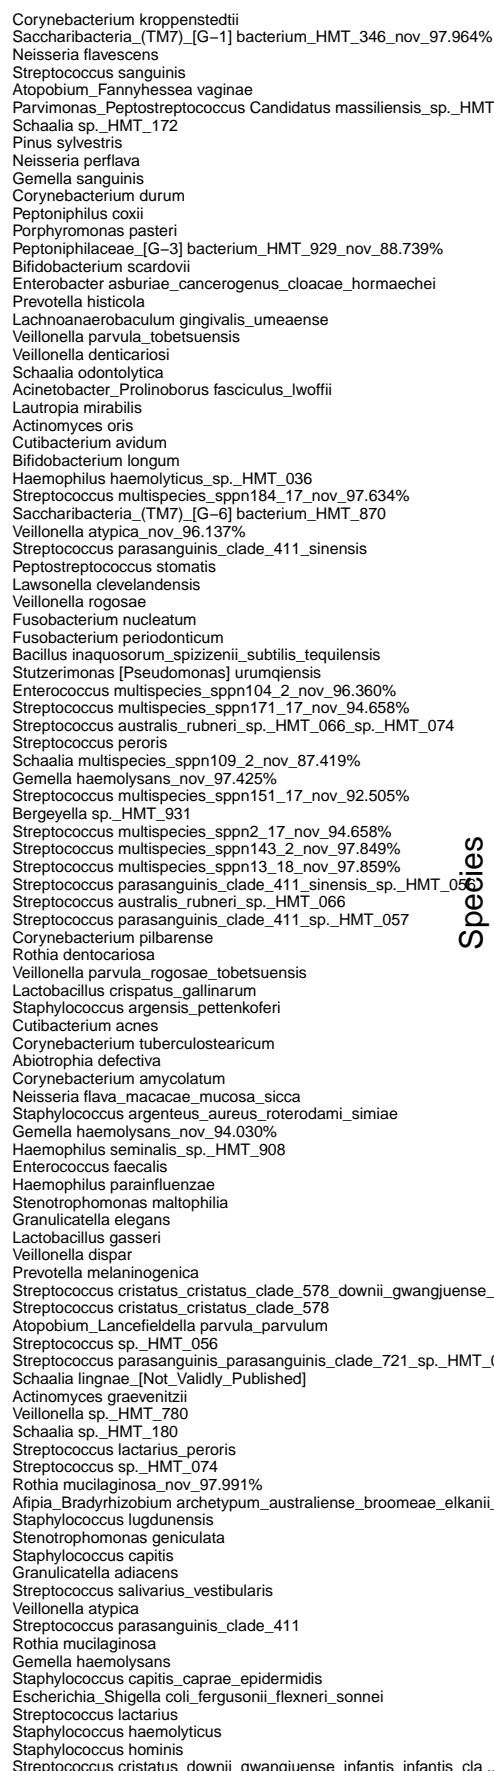 Corynebacterium kroppenstedtii
Saccharibacteria_(TM7)_[G−1] bacterium_HMT_346_nov_97.964%
Neisseria flavescens
Streptococcus sanguinis
Atopobium_Fannyhessea vaginae
Parvimonas_Peptostreptococcus Candidatus massiliensis_sp._HMT
Schaalia sp._HMT_172
Pinus sylvestris
Neisseria perflava
Gemella sanguinis
Corynebacterium durum
Peptoniphilus coxii
Porphyromonas pasteri
Peptoniphilaceae_[G−3] bacterium_HMT_929_nov_88.739%
Bifidobacterium scardovii
Enterobacter asburiae_cancerogenus_cloacae_hormaechei
Prevotella histicola
Lachnoanaerobaculum gingivalis_umeaense
Veillonella parvula_tobetsuensis
Veillonella denticariosi
Schaalia odontolytica
Acinetobacter_Prolinoborus fasciculus_lwoffii
Lautropia mirabilis
Actinomyces oris
Cutibacterium avidum
Bifidobacterium longum
Haemophilus haemolyticus_sp._HMT_036
Streptococcus multispecies_sppn184_17_nov_97.634%
Saccharibacteria_(TM7)_[G−6] bacterium_HMT_870
Veillonella atypica_nov_96.137%
Streptococcus parasanguinis_clade_411_sinensis
Peptostreptococcus stomatis
Lawsonella clevelandensis
Veillonella rogosae
Fusobacterium nucleatum
Fusobacterium periodonticum
Bacillus inaquosorum_spizizenii_subtilis_tequilensis
Stutzerimonas [Pseudomonas] urumqiensis
Enterococcus multispecies_sppn104_2_nov_96.360%
Streptococcus multispecies_sppn171_17_nov_94.658%
Streptococcus australis_rubneri_sp._HMT_066_sp._HMT_074
Streptococcus peroris
Schaalia multispecies_sppn109_2_nov_87.419%
Gemella haemolysans_nov_97.425%
Streptococcus multispecies_sppn151_17_nov_92.505%
Bergeyella sp._HMT_931
Streptococcus multispecies_sppn2_17_nov_94.658%
Streptococcus multispecies_sppn143_2_nov_97.849%
Streptococcus multispecies_sppn13_18_nov_97.859%
Streptococcus parasanguinis_clade_411_sinensis_sp._HMT_056
Streptococcus australis_rubneri_sp._HMT_066
Streptococcus parasanguinis_clade_411_sp._HMT_057
Species
Corynebacterium pilbarense
Rothia dentocariosa
Veillonella parvula_rogosae_tobetsuensis
Lactobacillus crispatus_gallinarum
Staphylococcus argensis_pettenkoferi
Cutibacterium acnes
Corynebacterium tuberculostearicum
Abiotrophia defectiva
Corynebacterium amycolatum
Neisseria flava_macacae_mucosa_sicca
Staphylococcus argenteus_aureus_roterodami_simiae
Gemella haemolysans_nov_94.030%
Haemophilus seminalis_sp._HMT_908
Enterococcus faecalis
Haemophilus parainfluenzae
Stenotrophomonas maltophilia
Granulicatella elegans
Lactobacillus gasseri
Veillonella dispar
Prevotella melaninogenica
Streptococcus cristatus_cristatus_clade_578_downii_gwangjuense_
Streptococcus cristatus_cristatus_clade_578
Atopobium_Lancefieldella parvula_parvulum
Streptococcus sp._HMT_056
Streptococcus parasanguinis_parasanguinis_clade_721_sp._HMT_0
Schaalia lingnae_[Not_Validly_Published]
Actinomyces graevenitzii
Veillonella sp._HMT_780
Schaalia sp._HMT_180
Streptococcus lactarius_peroris
Streptococcus sp._HMT_074
Rothia mucilaginosa_nov_97.991%
Afipia_Bradyrhizobium archetypum_australiense_broomeae_elkanii_
Staphylococcus lugdunensis
Stenotrophomonas geniculata
Staphylococcus capitis
Granulicatella adiacens
Streptococcus salivarius_vestibularis
Veillonella atypica
Streptococcus parasanguinis_clade_411
Rothia mucilaginosa
Gemella haemolysans
Staphylococcus capitis_caprae_epidermidis
Escherichia_Shigella coli_fergusonii_flexneri_sonnei
Streptococcus lactarius
Staphylococcus haemolyticus
Staphylococcus hominis
Streptococcus cristatus_downii_gwangjuense_infantis_infantis_cla